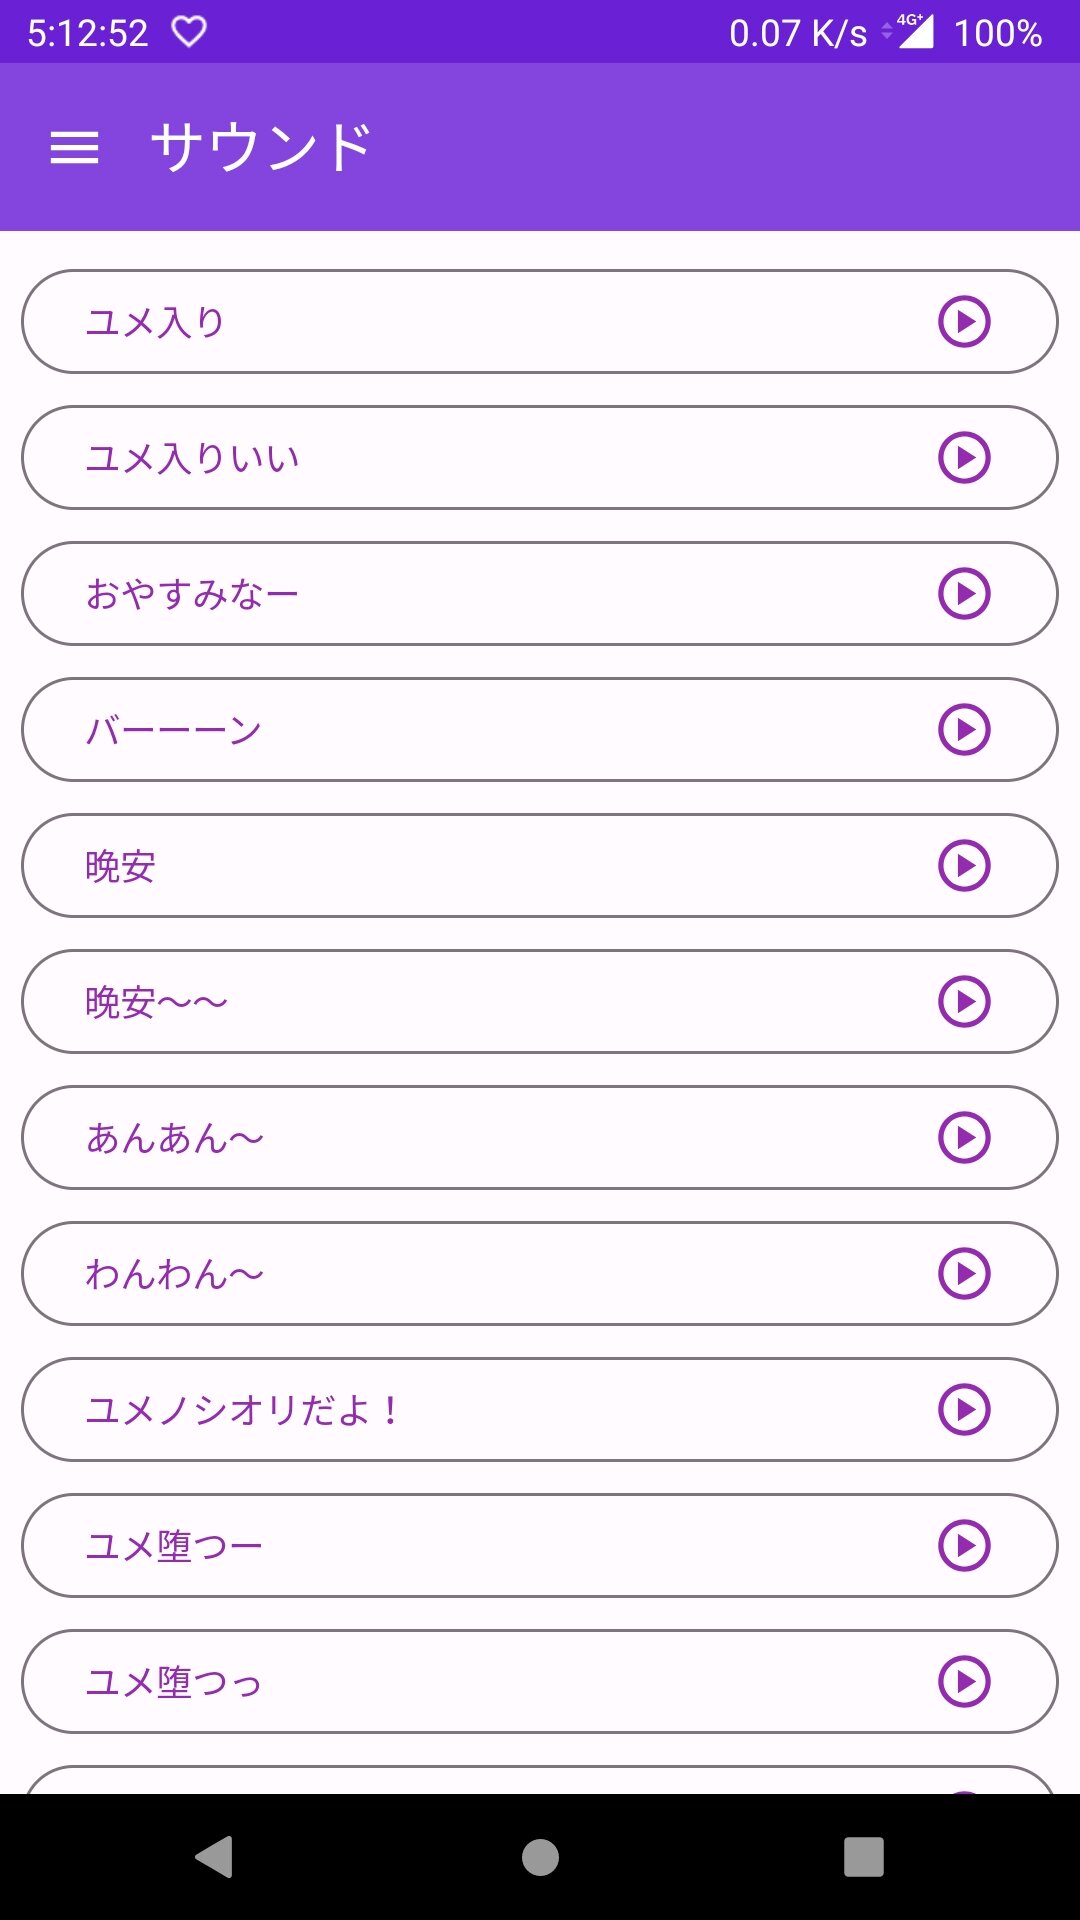 5:12:52 0.07 K/s 4G+ 100%
サウンド
ユメ入り
ユメ入りいい
おやすみなー
バーーーン
晩安
晩安～～
あんあん～
わんわん～
ユメノシオリだよ！
ユメ堕つー
ユメ堕つっ